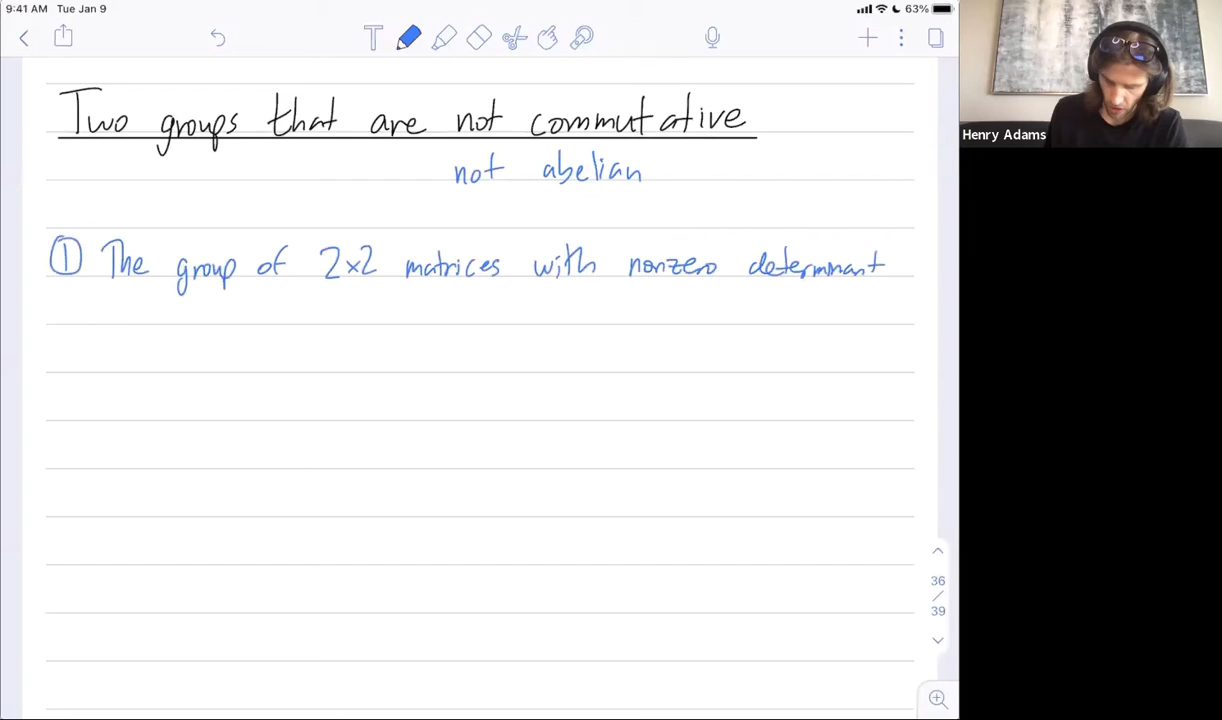 9:41 AM Tue Jan 9
63%
Two groups that are not commutative
not abelian
① The group of 2×2 matrices with nonzero determinant
Henry Adams
36
/
39